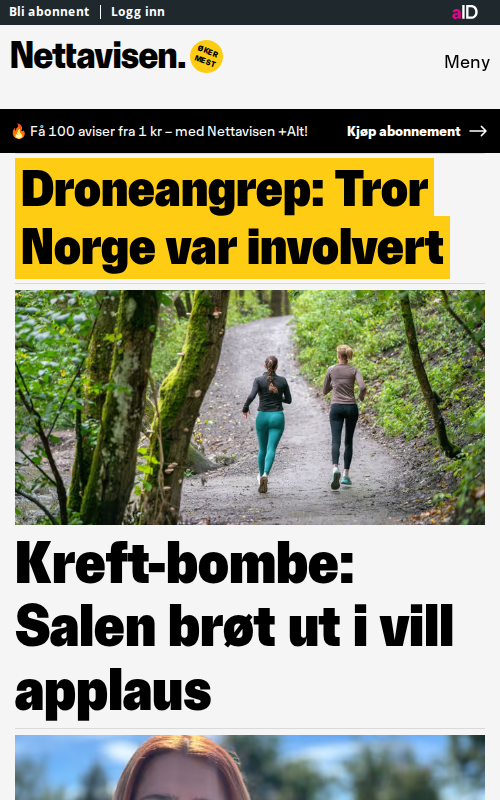 Bli abonnent | Logg inn
aID
Nettavisen.
ØKER
MEST
Meny
🔥 Få 100 aviser fra 1 kr – med Nettavisen +Alt!
Kjøp abonnement →
Droneangrep: Tror
Norge var involvert
Kreft-bombe:
Salen brøt ut i vill
applaus